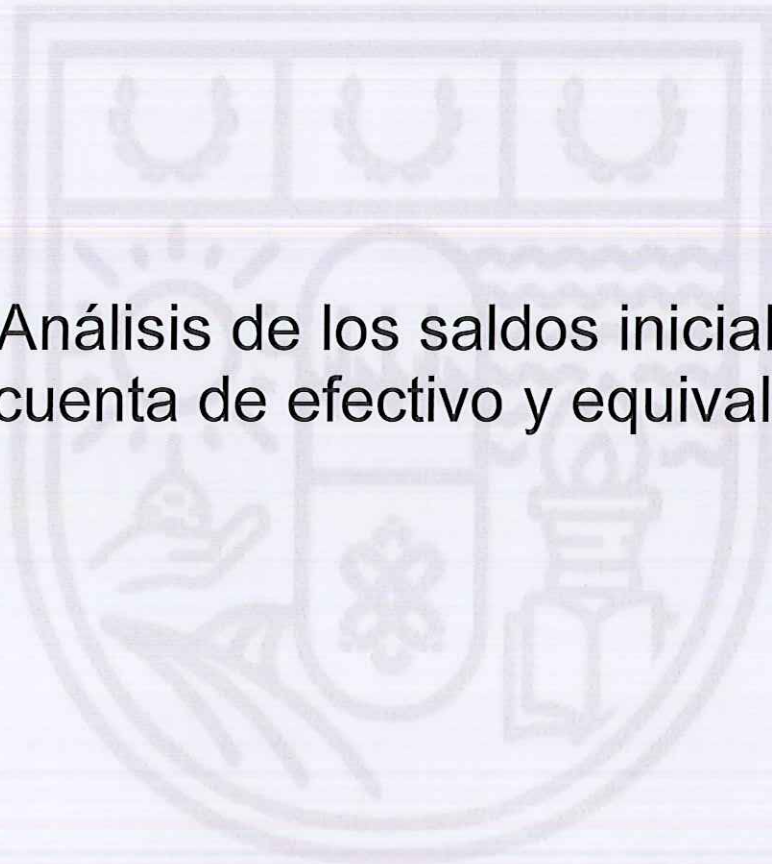 Análisis de los saldos inicial
cuenta de efectivo y equival